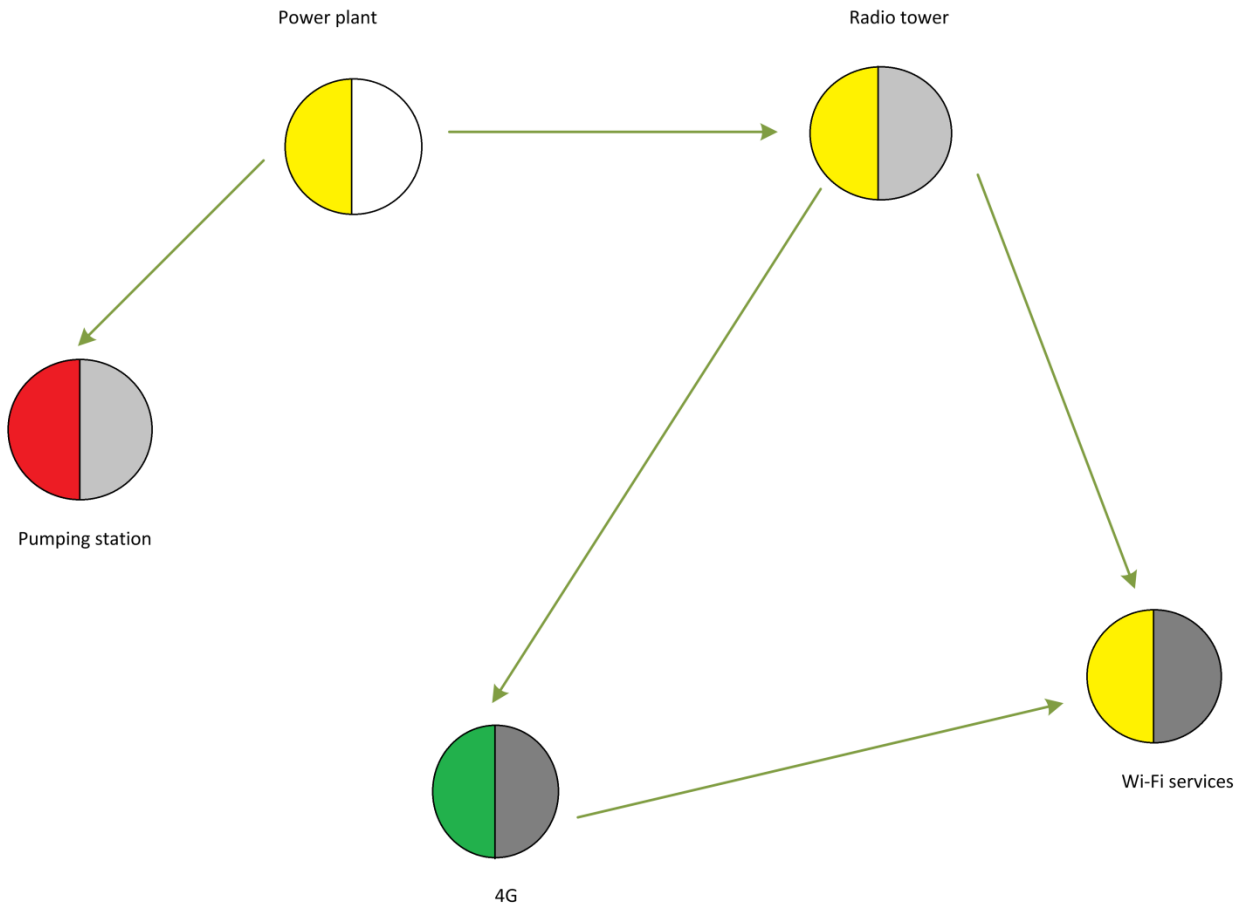 Power plant
Radio tower
Pumping station
Wi-Fi services
4G